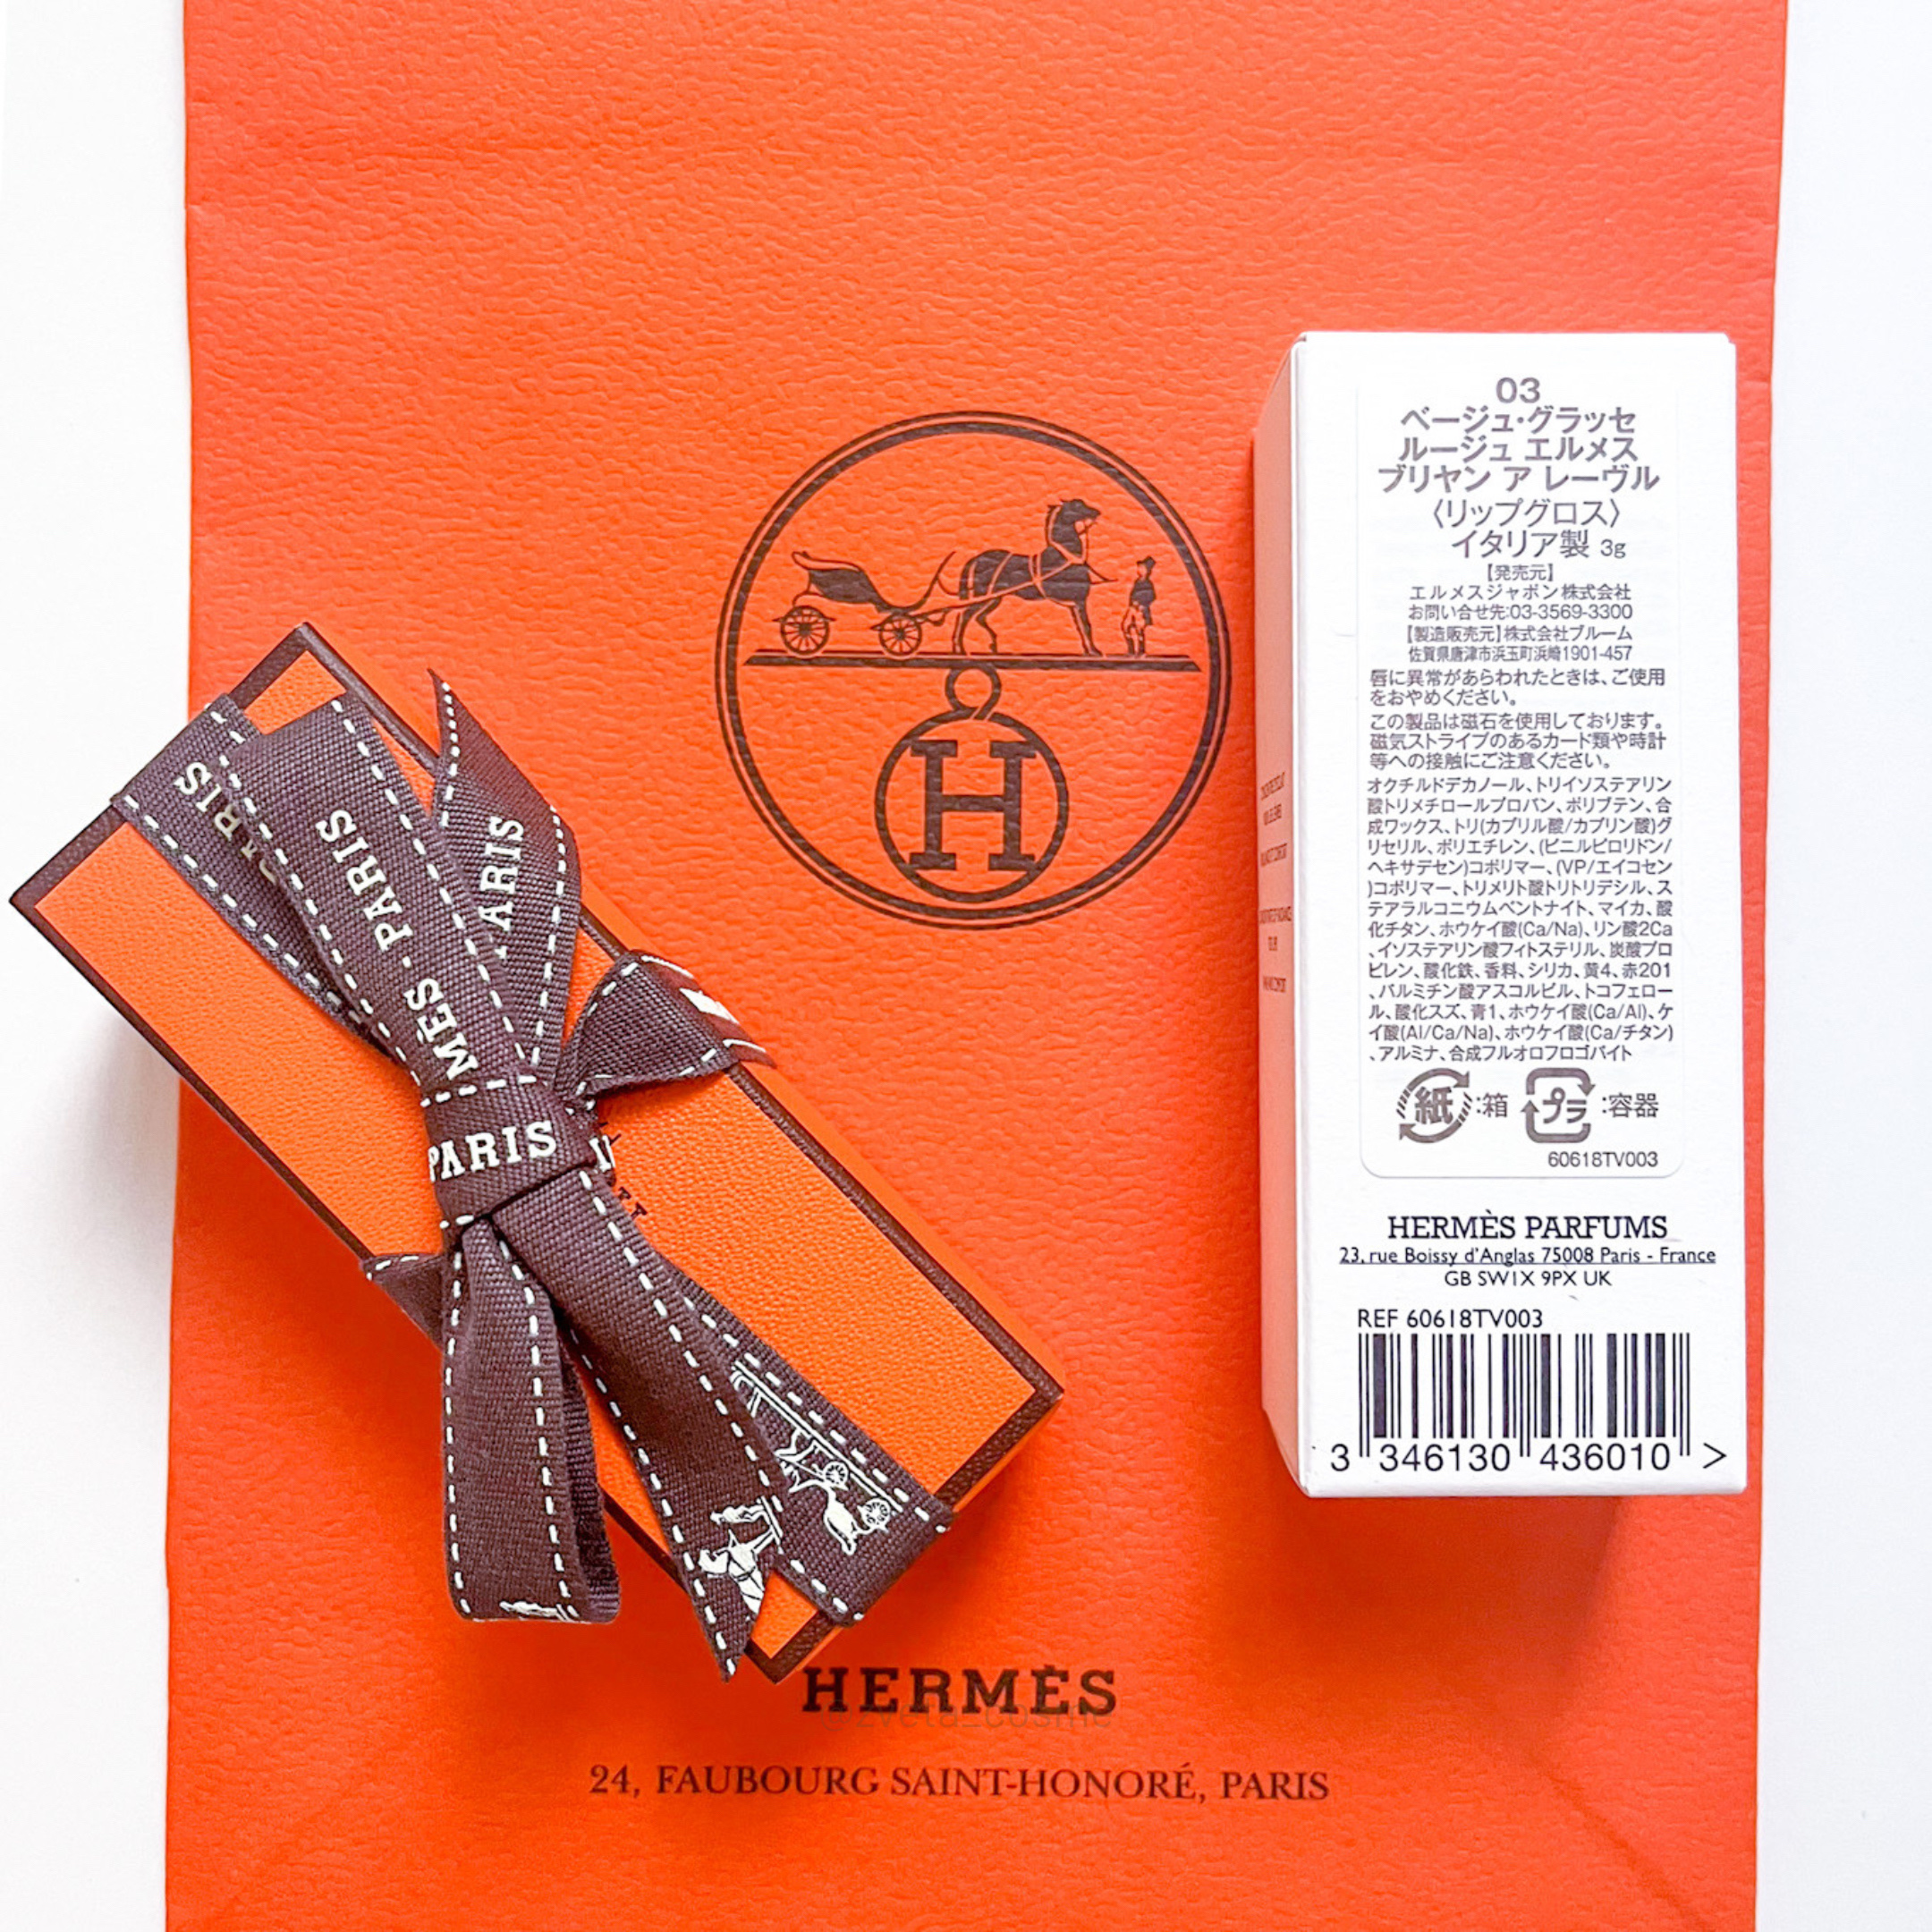 03
ベージュ・グラッセ
ルージュ エルメス
ブリヤン ア レーヴル
〈リップグロス〉
イタリア製 3g
【発売元】
エルメスジャポン株式会社
お問い合せ先:03-3569-3300
【製造販売元】株式会社ブルーム
佐賀県唐津市浜玉町浜崎1901-457
唇に異常があらわれたときは、ご使用
をおやめください。
この製品は磁石を使用しております。
磁気ストライプのあるカード類や時計
等への接触にご注意ください。
オクチルドデカノール、トリイソステアリン
酸トリメチロールプロパン、ポリブテン、合
成ワックス、トリ(カプリル酸/カプリン酸)グ
リセリル、ポリエチレン、(ビニルピロリドン/
ヘキサデセン)コポリマー、(VP/エイコセン
)コポリマー、トリメリト酸トリトリデシル、ス
テアラルコニウムベントナイト、マイカ、酸
化チタン、ホウケイ酸(Ca/Na)、リン酸2Ca
、イソステアリン酸フィトステリル、炭酸プロ
ピレン、酸化鉄、香料、シリカ、黄4、赤201
、パルミチン酸アスコルビル、トコフェロー
ル、酸化スズ、青1、ホウケイ酸(Ca/Al)、ケ
イ酸(Al/Ca/Na)、ホウケイ酸(Ca/チタン)
、アルミナ、合成フルオロフロゴパイト
紙:箱 プラ:容器
60618TV003
HERMÈS PARFUMS
23, rue Boissy d'Anglas 75008 Paris - France
GB SW1X 9PX UK
REF 60618TV003
3 346130 436010 >
H
PARIS
PARIS
MÈS-PARIS
PARIS
HERMÈS
@zveta_cosme
24, FAUBOURG SAINT-HONORÉ, PARIS